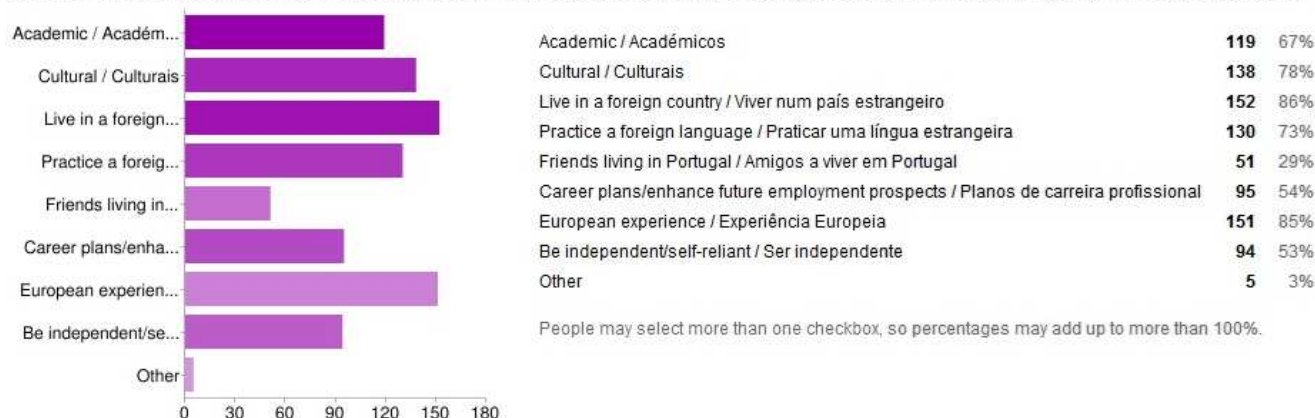 Academic / Académ...
Cultural / Culturais
Live in a foreign...
Practice a foreig...
Friends living in...
Career plans/enha...
European experien...
Be independent/se...
Other
0 30 60 90 120 150 180
Academic / Académicos 119 67%
Cultural / Culturais 138 78%
Live in a foreign country / Viver num país estrangeiro 152 86%
Practice a foreign language / Praticar uma língua estrangeira 130 73%
Friends living in Portugal / Amigos a viver em Portugal 51 29%
Career plans/enhance future employment prospects / Planos de carreira profissional 95 54%
European experience / Experiência Europeia 151 85%
Be independent/self-reliant / Ser independente 94 53%
Other 5 3%
People may select more than one checkbox, so percentages may add up to more than 100%.